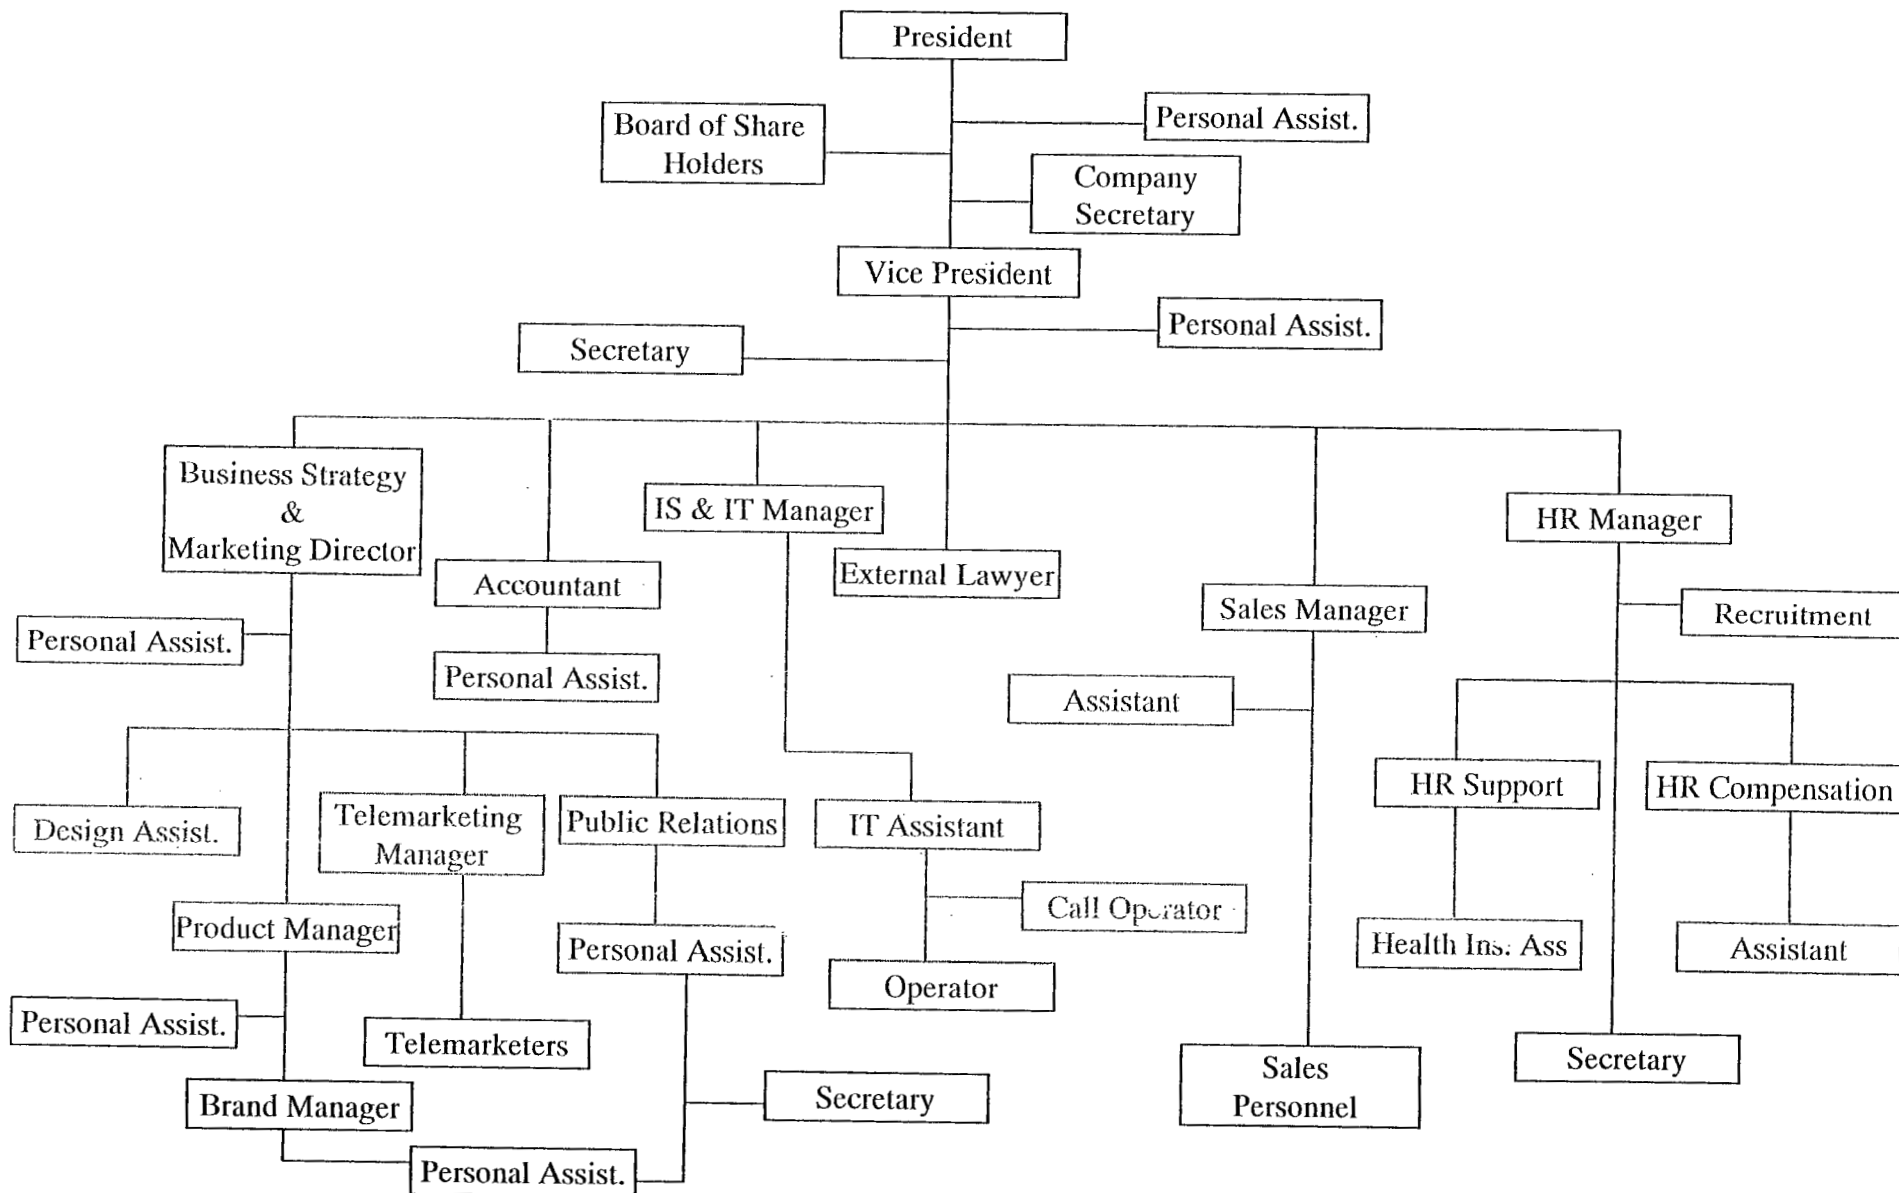 President
Board of Share
Holders
Personal Assist.
Company
Secretary
Vice President
Personal Assist.
Secretary
Business Strategy
&
Marketing Director
IS & IT Manager
HR Manager
Accountant
External Lawyer
Sales Manager
Recruitment
Personal Assist.
Personal Assist.
Assistant
HR Support
HR Compensation
Design Assist.
Telemarketing
Manager
Public Relations
IT Assistant
Call Operator
Product Manager
Personal Assist.
Health Ins. Ass
Assistant
Operator
Personal Assist.
Telemarketers
Secretary
Brand Manager
Secretary
Sales
Personnel
Personal Assist.